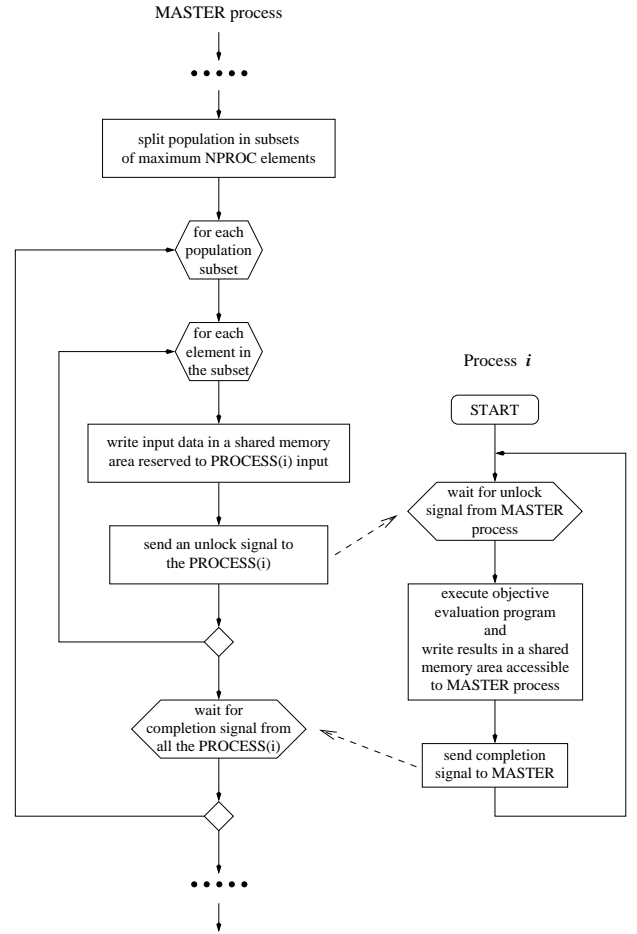 MASTER process
split population in subsets
of maximum NPROC elements
for each
population
subset
for each
element in
the subset
write input data in a shared memory
area reserved to PROCESS(i) input
send an unlock signal to
the PROCESS(i)
wait for
completion signal from
all the PROCESS(i)
Process i
START
wait for unlock
signal from MASTER
process
execute objective
evaluation program
and
write results in a shared
memory area accessible
to MASTER process
send completion
signal to MASTER